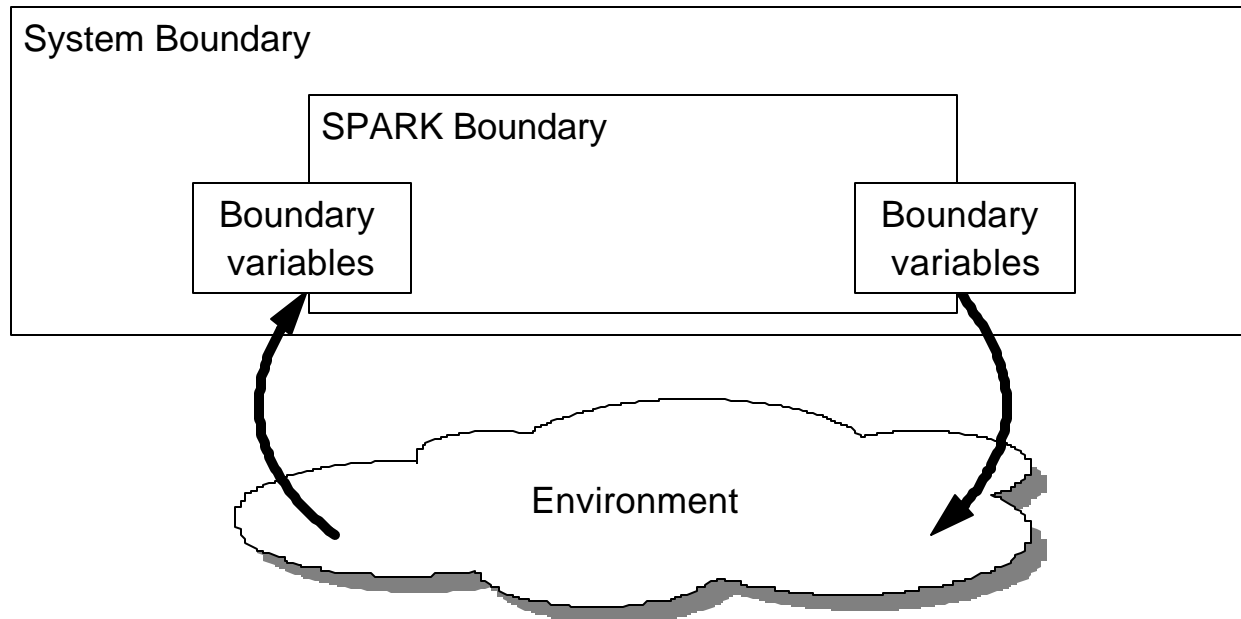 System Boundary
SPARK Boundary
Boundary
variables
Boundary
variables
Environment